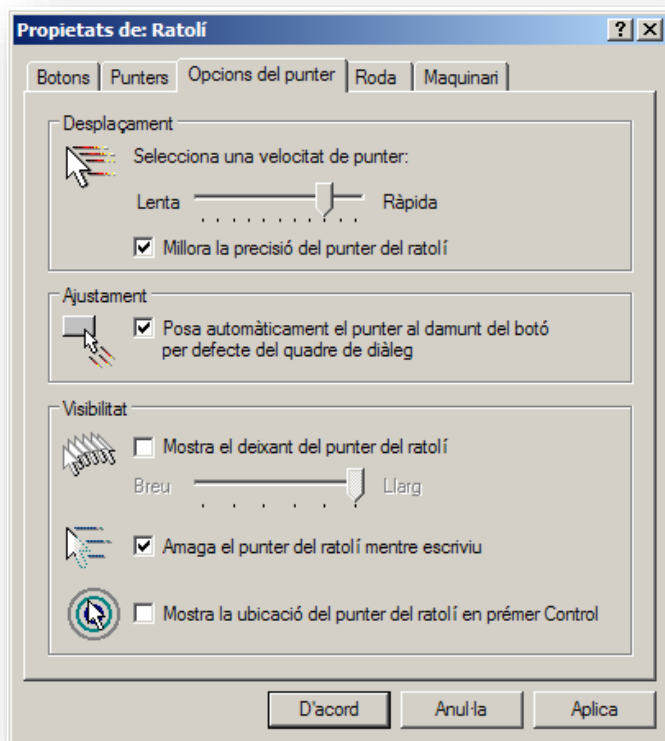 Propietats de: Ratolí
Botons Punters Opcions del punter Roda Maquinari
Desplaçament
Selecciona una velocitat de punter:
Lenta Ràpida
Millora la precisió del punter del ratolí
Ajustament
Posa automàticament el punter al damunt del botó
per defecte del quadre de diàleg
Visibilitat
Mostra el deixant del punter del ratolí
Breu Llarg
Amaga el punter del ratolí mentre escriviu
Mostra la ubicació del punter del ratolí en prémer Control
D'acord Anul·la Aplica